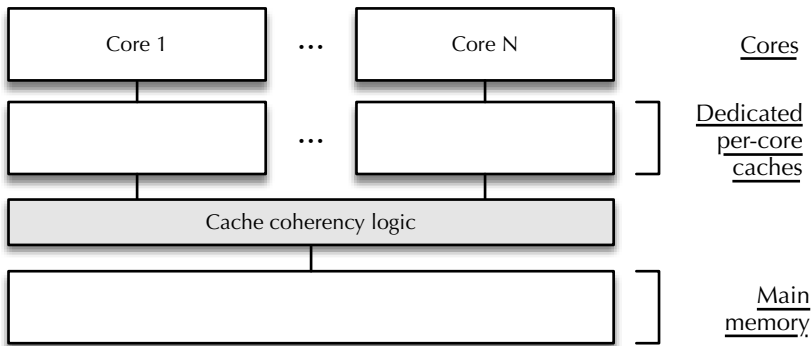 Core 1 ... Core N Cores
... Dedicated
per-core
caches
Cache coherency logic
Main
memory